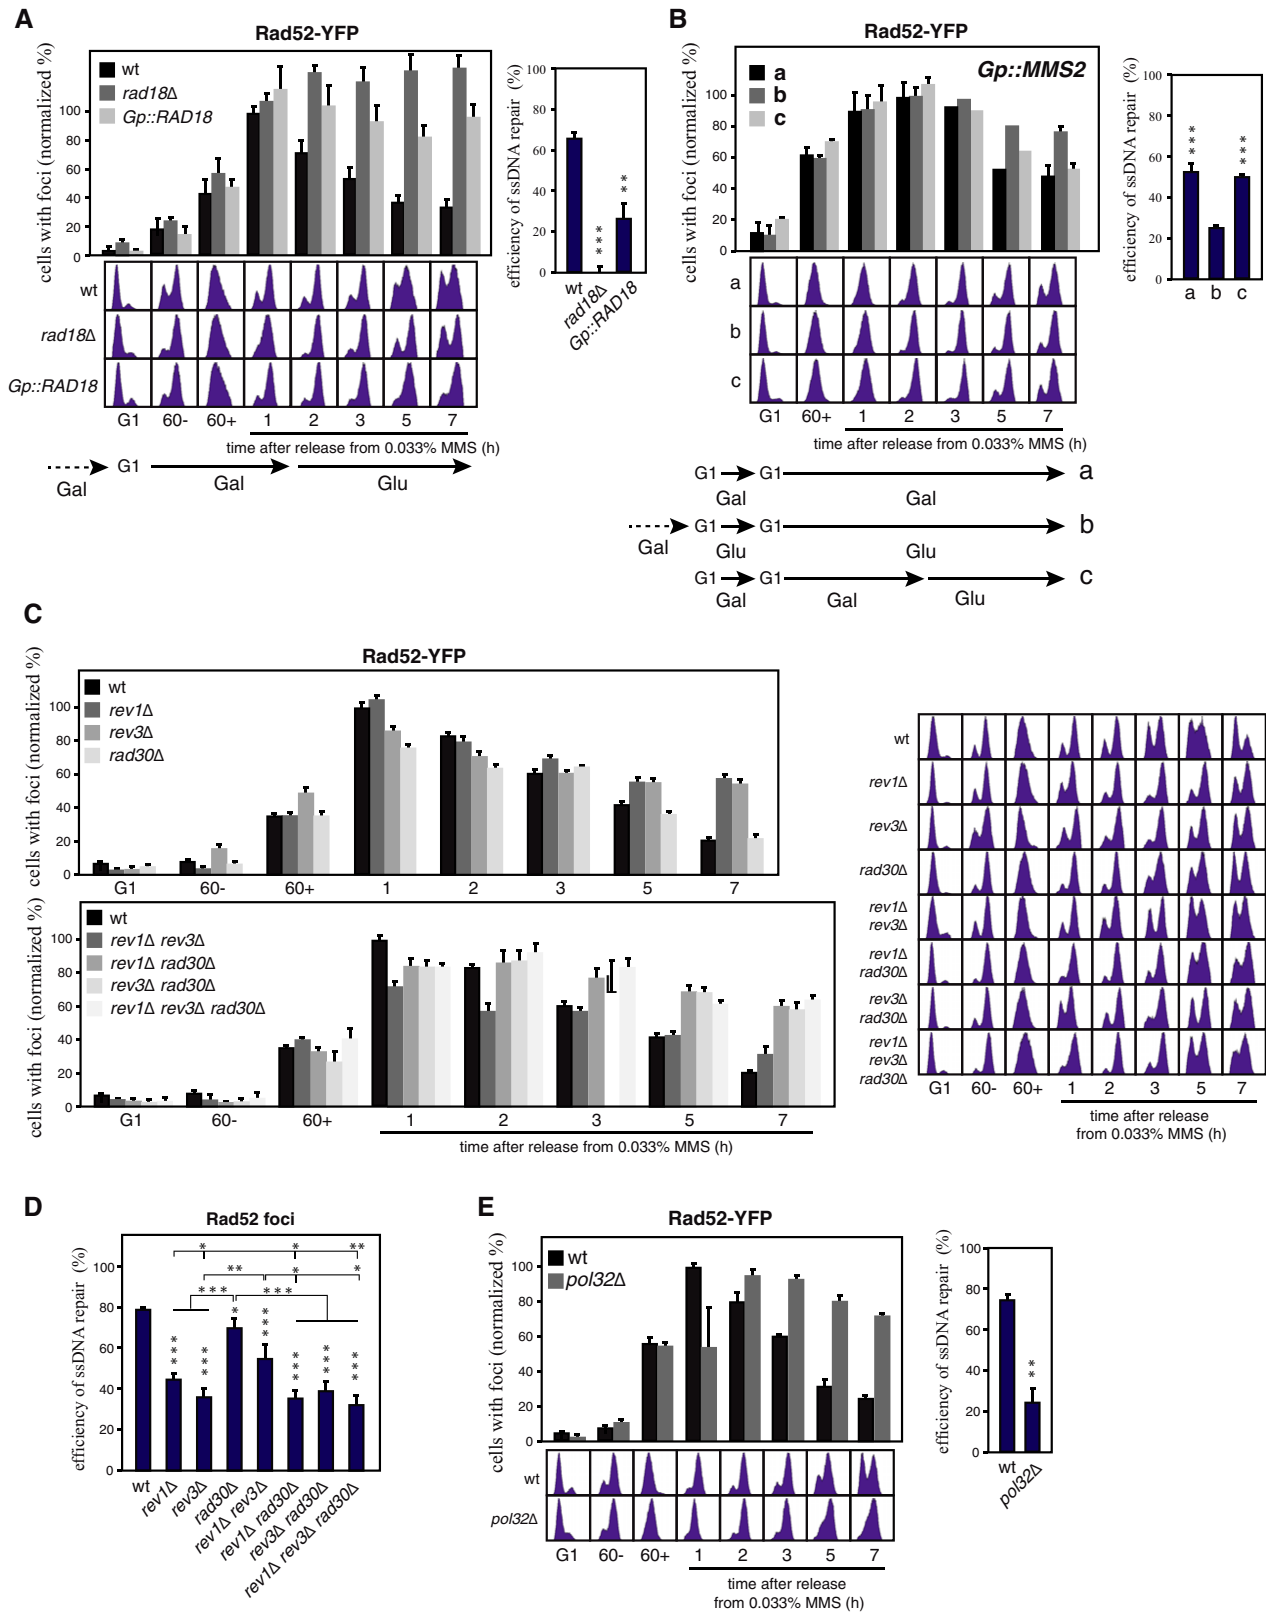 A
Rad52-YFP
cells with foci (normalized %)
wt
rad18Δ
Gp::RAD18
100
80
60
40
20
0
wt
rad18Δ
Gp::RAD18
G1 60- 60+ 1 2 3 5 7
time after release from 0.033% MMS (h)
Gal G1 Gal Glu
efficiency of ssDNA repair (%)
100
80
60
40
20
0
***
**
wt
rad18Δ
Gp::RAD18
B
Rad52-YFP
cells with foci (normalized %)
Gp::MMS2
a
b
c
100
80
60
40
20
0
a
b
c
G1 60+ 1 2 3 5 7
time after release from 0.033% MMS (h)
G1 G1 a
Gal Gal
G1 G1 b
Gal Glu Glu
G1 G1 c
Gal Gal Glu
efficiency of ssDNA repair (%)
100
80
60
40
20
0
*** ***
a b c
C
Rad52-YFP
cells with foci (normalized %)
wt
rev1Δ
rev3Δ
rad30Δ
100
80
60
40
20
0
G1 60- 60+ 1 2 3 5 7
cells with foci (normalized %)
wt
rev1Δ rev3Δ
rev1Δ rad30Δ
rev3Δ rad30Δ
rev1Δ rev3Δ rad30Δ
100
80
60
40
20
0
G1 60- 60+ 1 2 3 5 7
time after release from 0.033% MMS (h)
wt
rev1Δ
rev3Δ
rad30Δ
rev1Δ
rev3Δ
rev1Δ
rad30Δ
rev3Δ
rad30Δ
rev1Δ
rev3Δ
rad30Δ
G1 60- 60+ 1 2 3 5 7
time after release
from 0.033% MMS (h)
D
Rad52 foci
efficiency of ssDNA repair (%)
100
80
60
40
20
0
* * **
** * *
*** ***
*** *** * *** *** *** ***
wt
rev1Δ
rev3Δ
rad30Δ
rev1Δ rev3Δ
rev1Δ rad30Δ
rev3Δ rad30Δ
rev1Δ rev3Δ rad30Δ
E
Rad52-YFP
cells with foci (normalized %)
wt
pol32Δ
100
80
60
40
20
0
wt
pol32Δ
G1 60- 60+ 1 2 3 5 7
time after release
from 0.033% MMS (h)
efficiency of ssDNA repair (%)
100
80
60
40
20
0
**
wt
pol32Δ